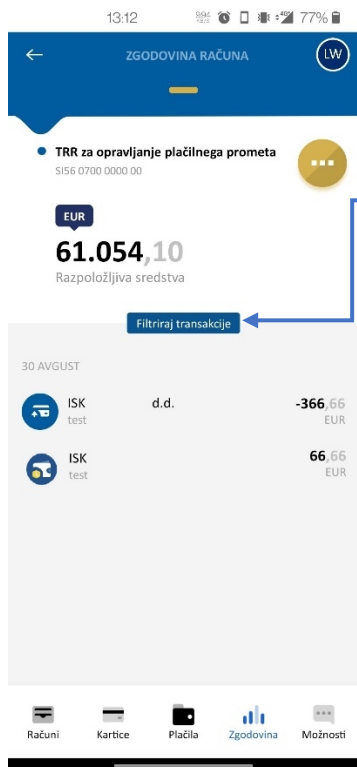 13:12
77%
ZGODOVINA RAČUNA
LW
TRR za opravljanje plačilnega prometa
SI56 0700 0000 00
EUR
61.054,10
Razpoložljiva sredstva
Filtriraj transakcije
30 AVGUST
ISK d.d. -366,66
test EUR
ISK 66,66
test EUR
Računi Kartice Plačila Zgodovina Možnosti